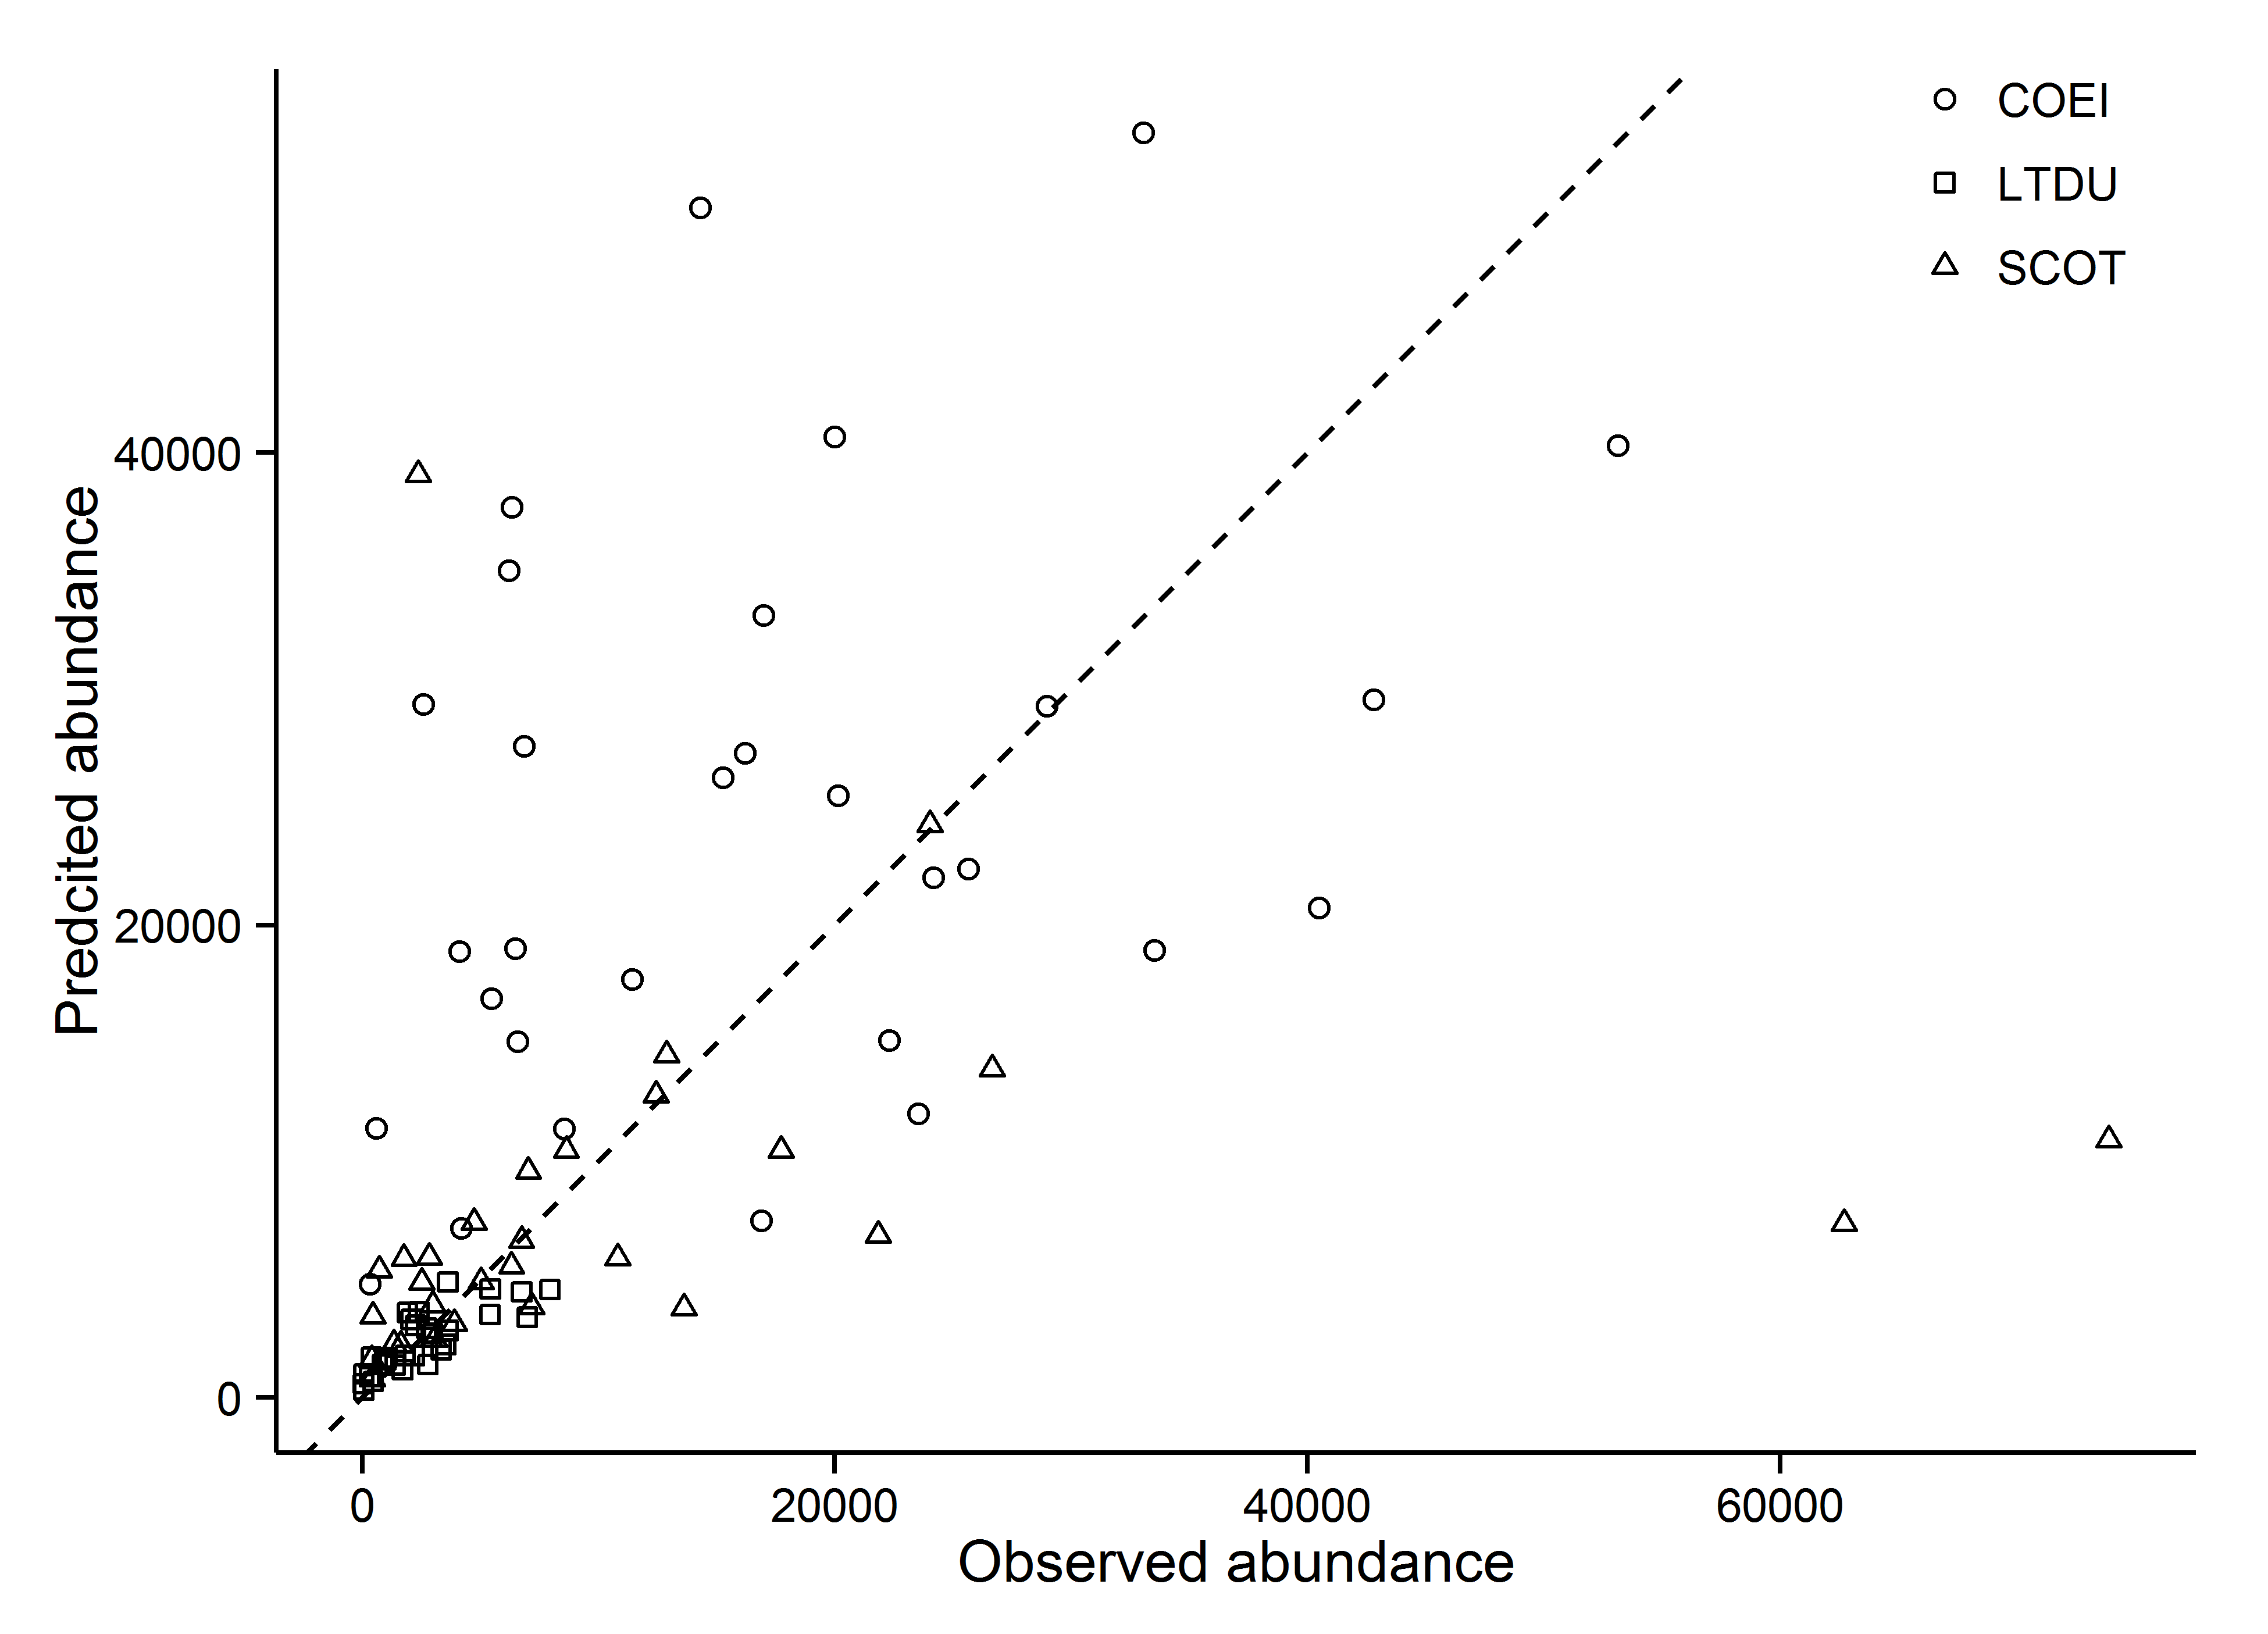 COEI
LTDU
SCOT
Predcited abundance
40000
20000
0
0 20000 40000 60000
Observed abundance